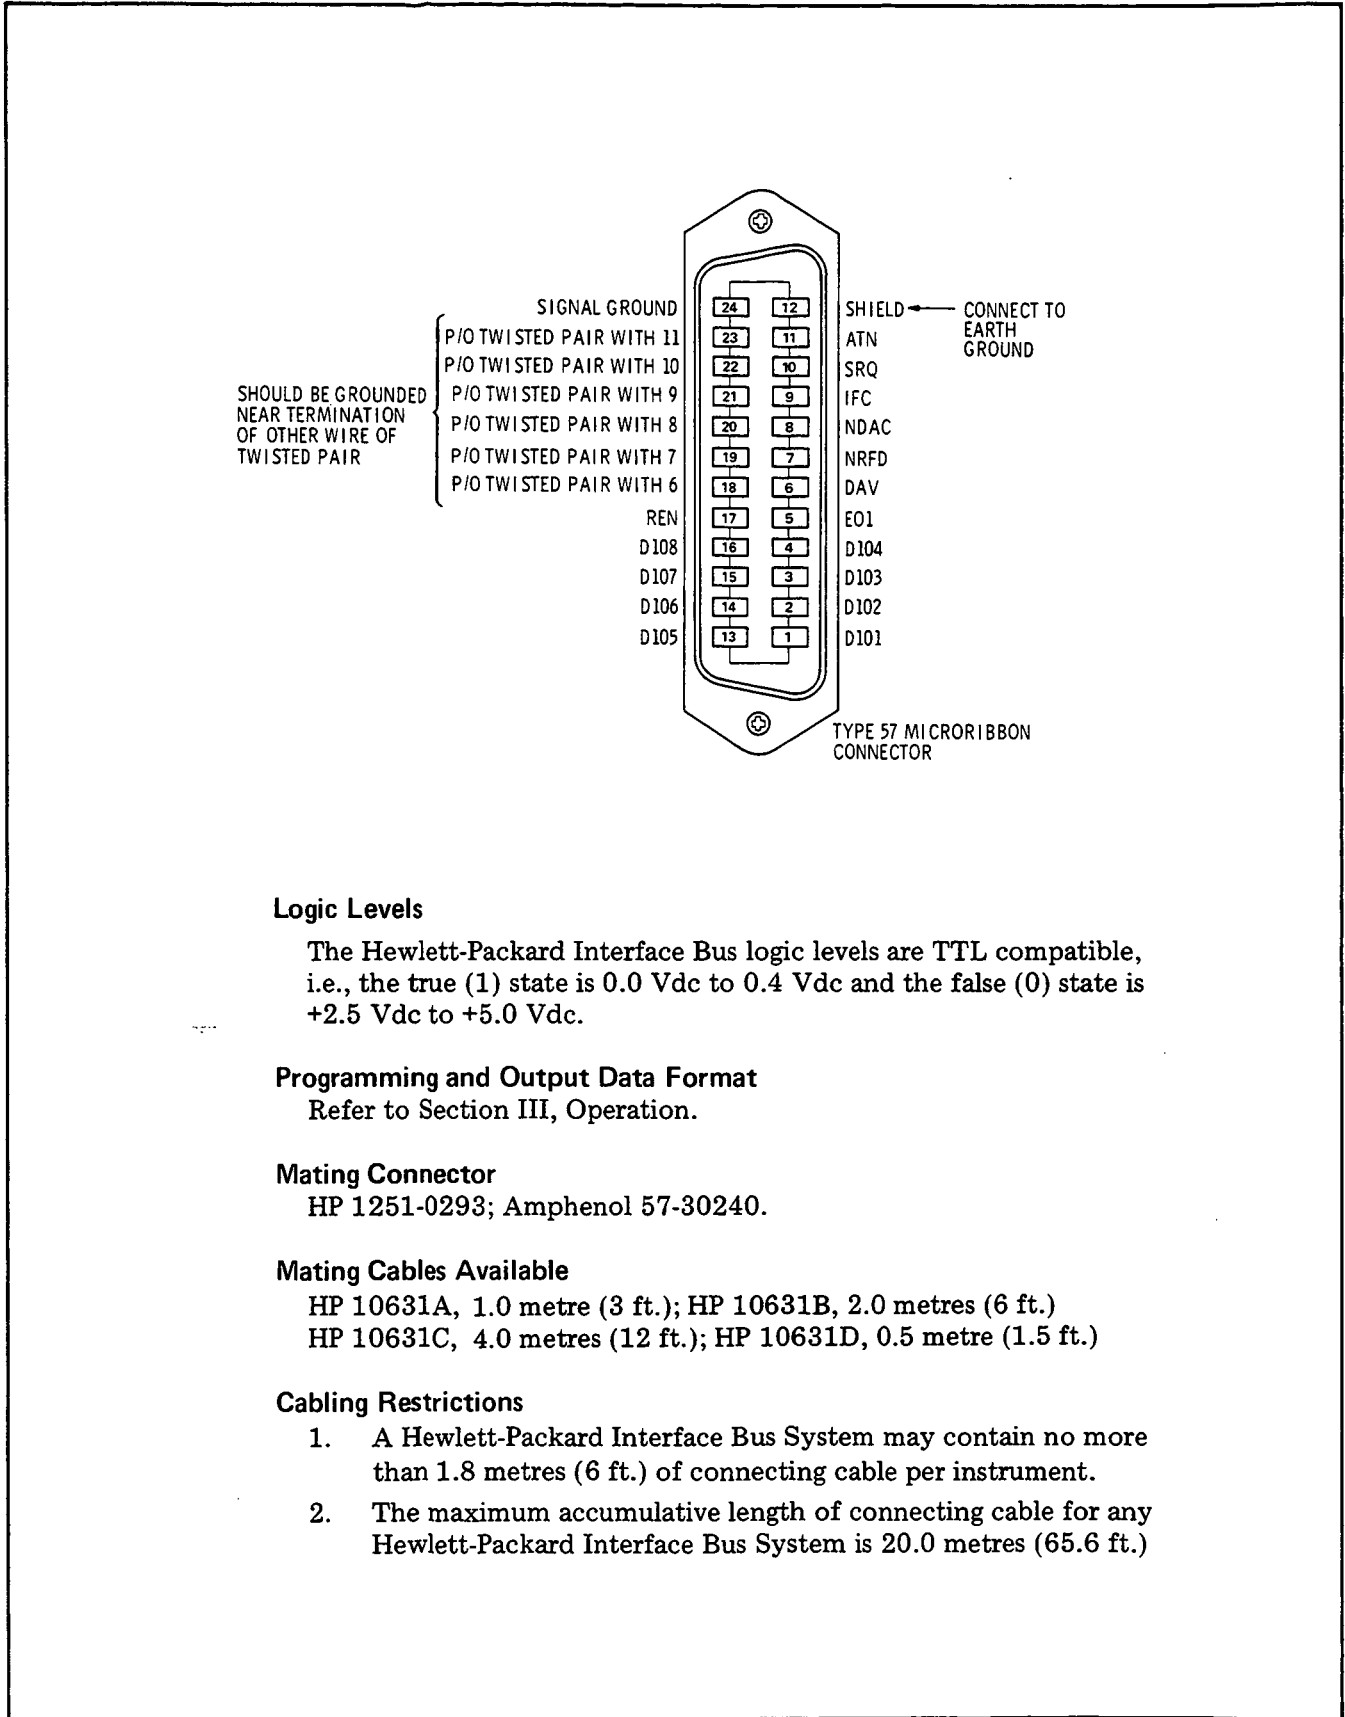 SIGNAL GROUND 24 12 SHIELD CONNECT TO
EARTH
GROUND
P/O TWISTED PAIR WITH 11 23 11 ATN
P/O TWISTED PAIR WITH 10 22 10 SRQ
P/O TWISTED PAIR WITH 9 21 9 IFC
P/O TWISTED PAIR WITH 8 20 8 NDAC
P/O TWISTED PAIR WITH 7 19 7 NRFD
P/O TWISTED PAIR WITH 6 18 6 DAV
SHOULD BE GROUNDED
NEAR TERMINATION
OF OTHER WIRE OF
TWISTED PAIR
REN 17 5 EO1
D108 16 4 D104
D107 15 3 D103
D106 14 2 D102
D105 13 1 D101
TYPE 57 MICRORIBBON
CONNECTOR
Logic Levels
The Hewlett-Packard Interface Bus logic levels are TTL compatible,
i.e., the true (1) state is 0.0 Vdc to 0.4 Vdc and the false (0) state is
+2.5 Vdc to +5.0 Vdc.
Programming and Output Data Format
Refer to Section III, Operation.
Mating Connector
HP 1251-0293; Amphenol 57-30240.
Mating Cables Available
HP 10631A, 1.0 metre (3 ft.); HP 10631B, 2.0 metres (6 ft.)
HP 10631C, 4.0 metres (12 ft.); HP 10631D, 0.5 metre (1.5 ft.)
Cabling Restrictions
1. A Hewlett-Packard Interface Bus System may contain no more
than 1.8 metres (6 ft.) of connecting cable per instrument.
2. The maximum accumulative length of connecting cable for any
Hewlett-Packard Interface Bus System is 20.0 metres (65.6 ft.)